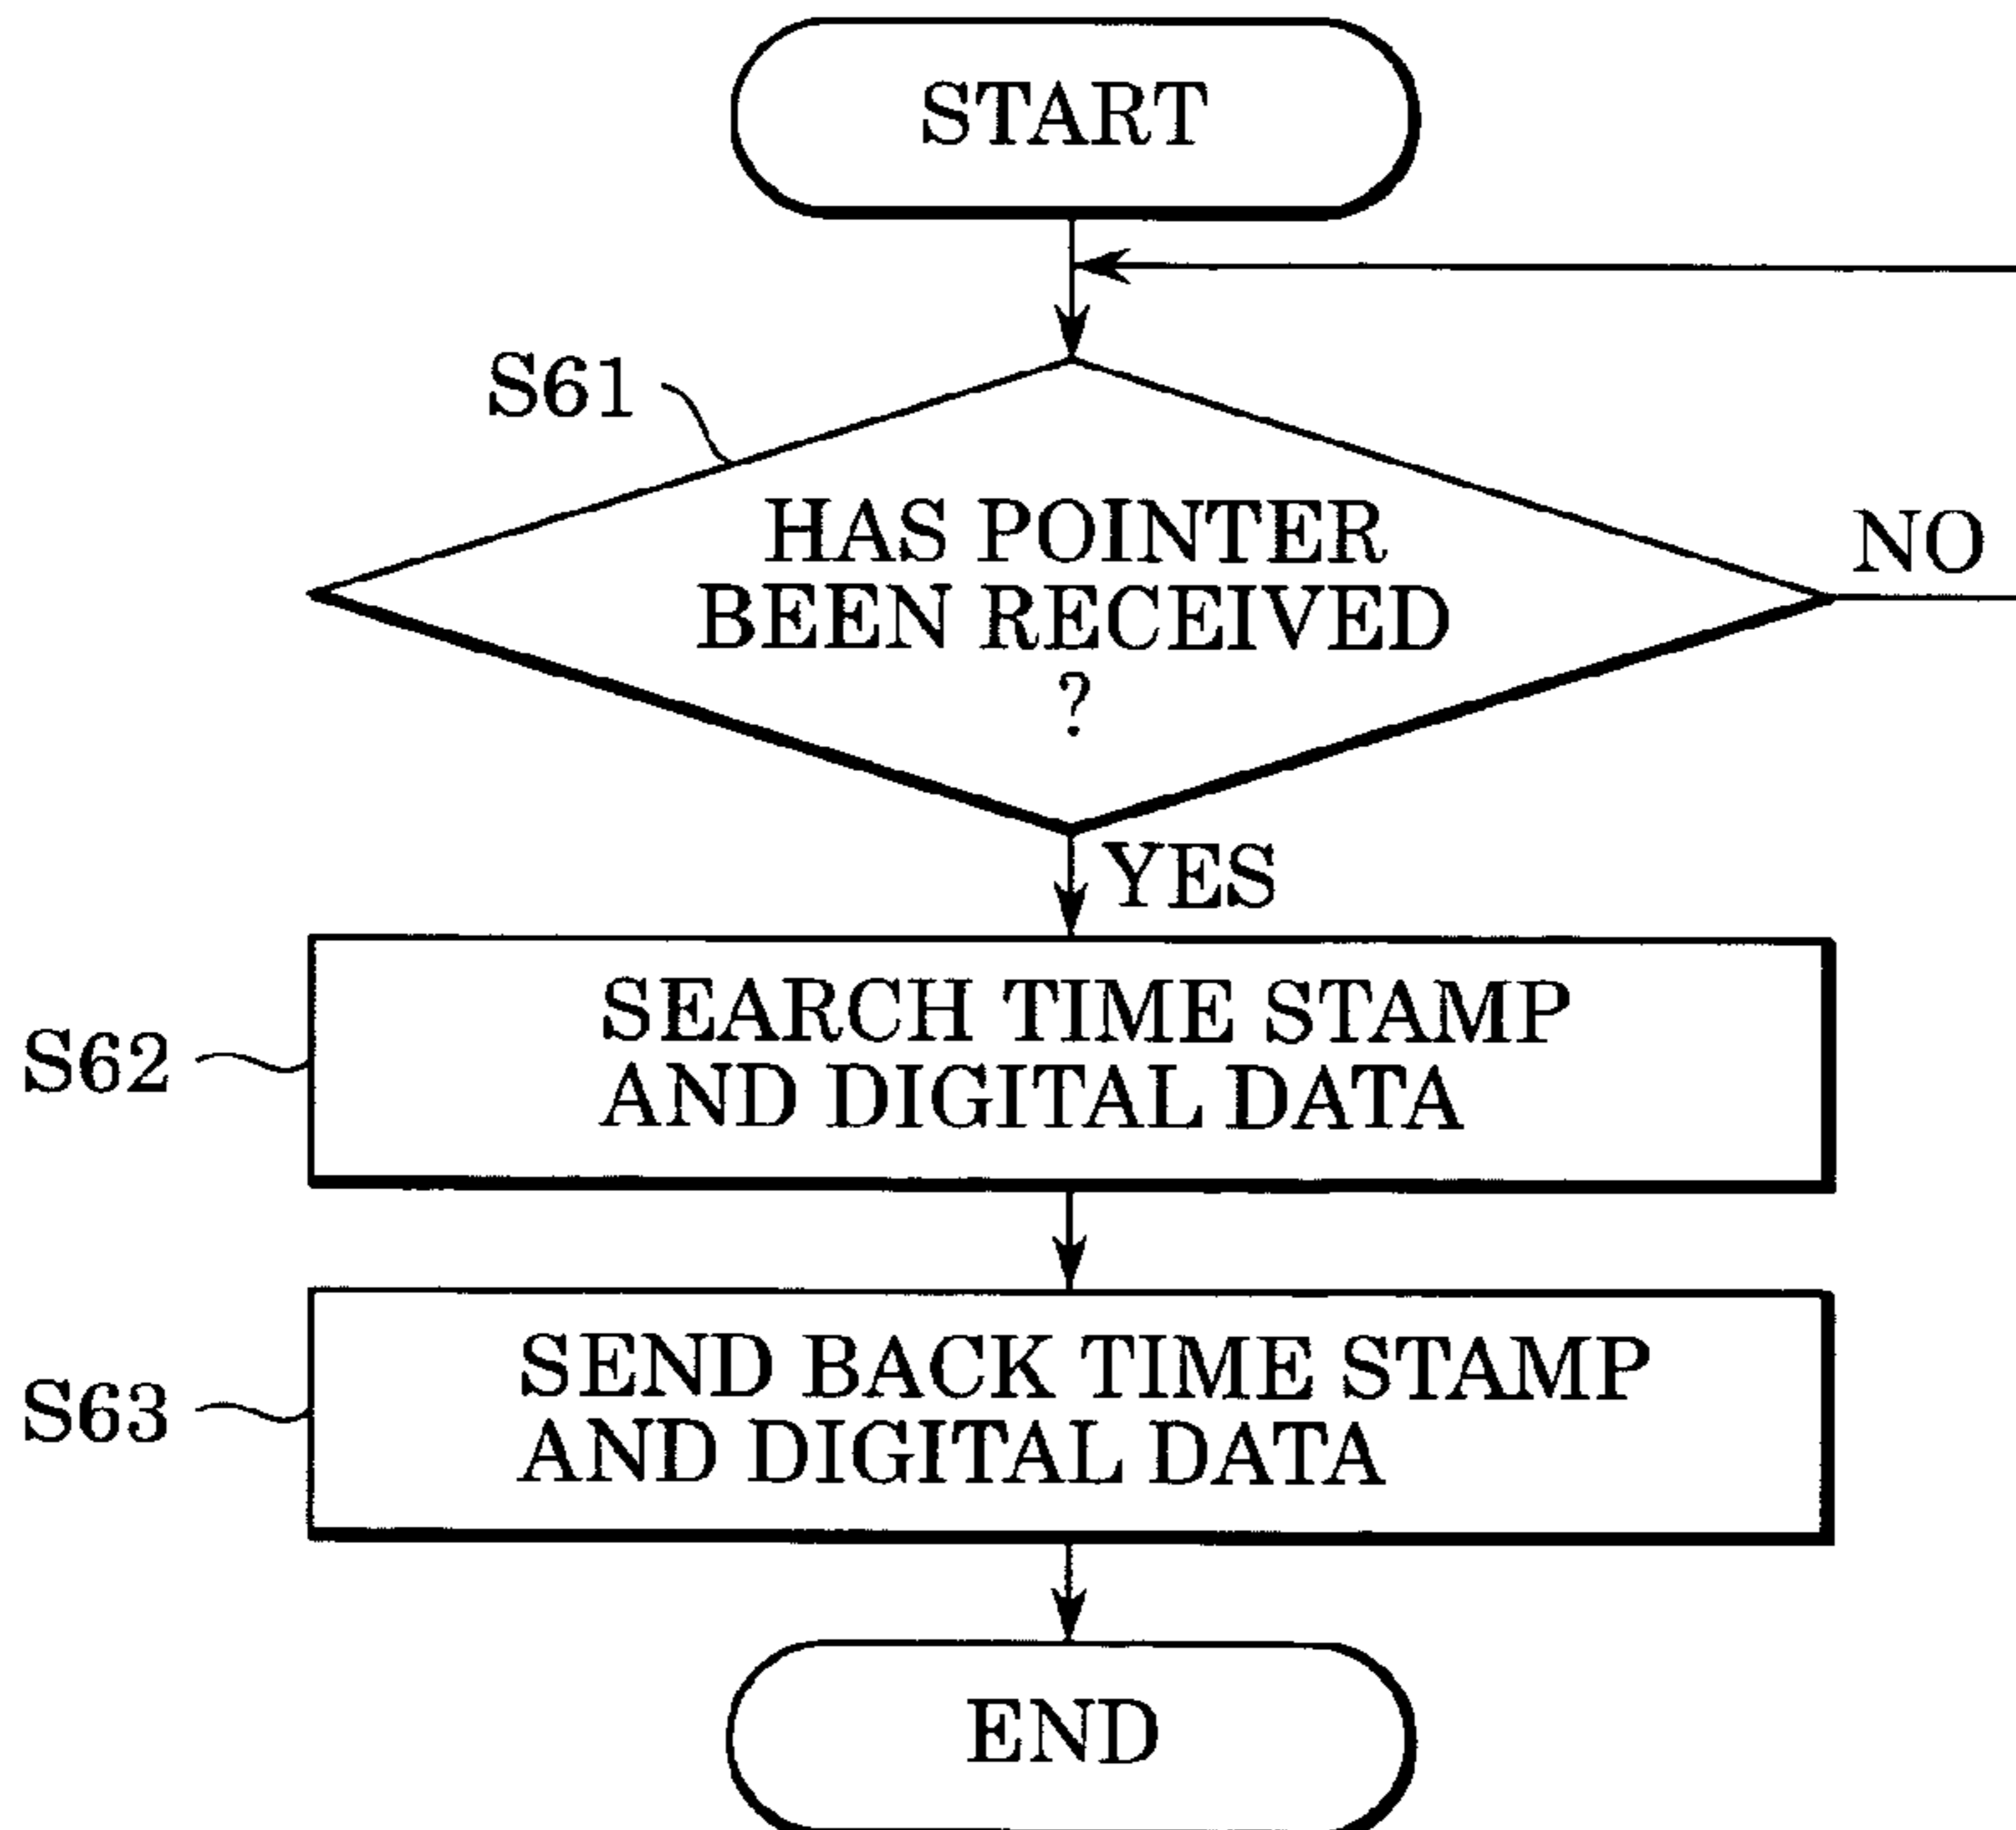 START
S61
HAS POINTER
BEEN RECEIVED
?
NO
YES
S62
SEARCH TIME STAMP
AND DIGITAL DATA
S63
SEND BACK TIME STAMP
AND DIGITAL DATA
END